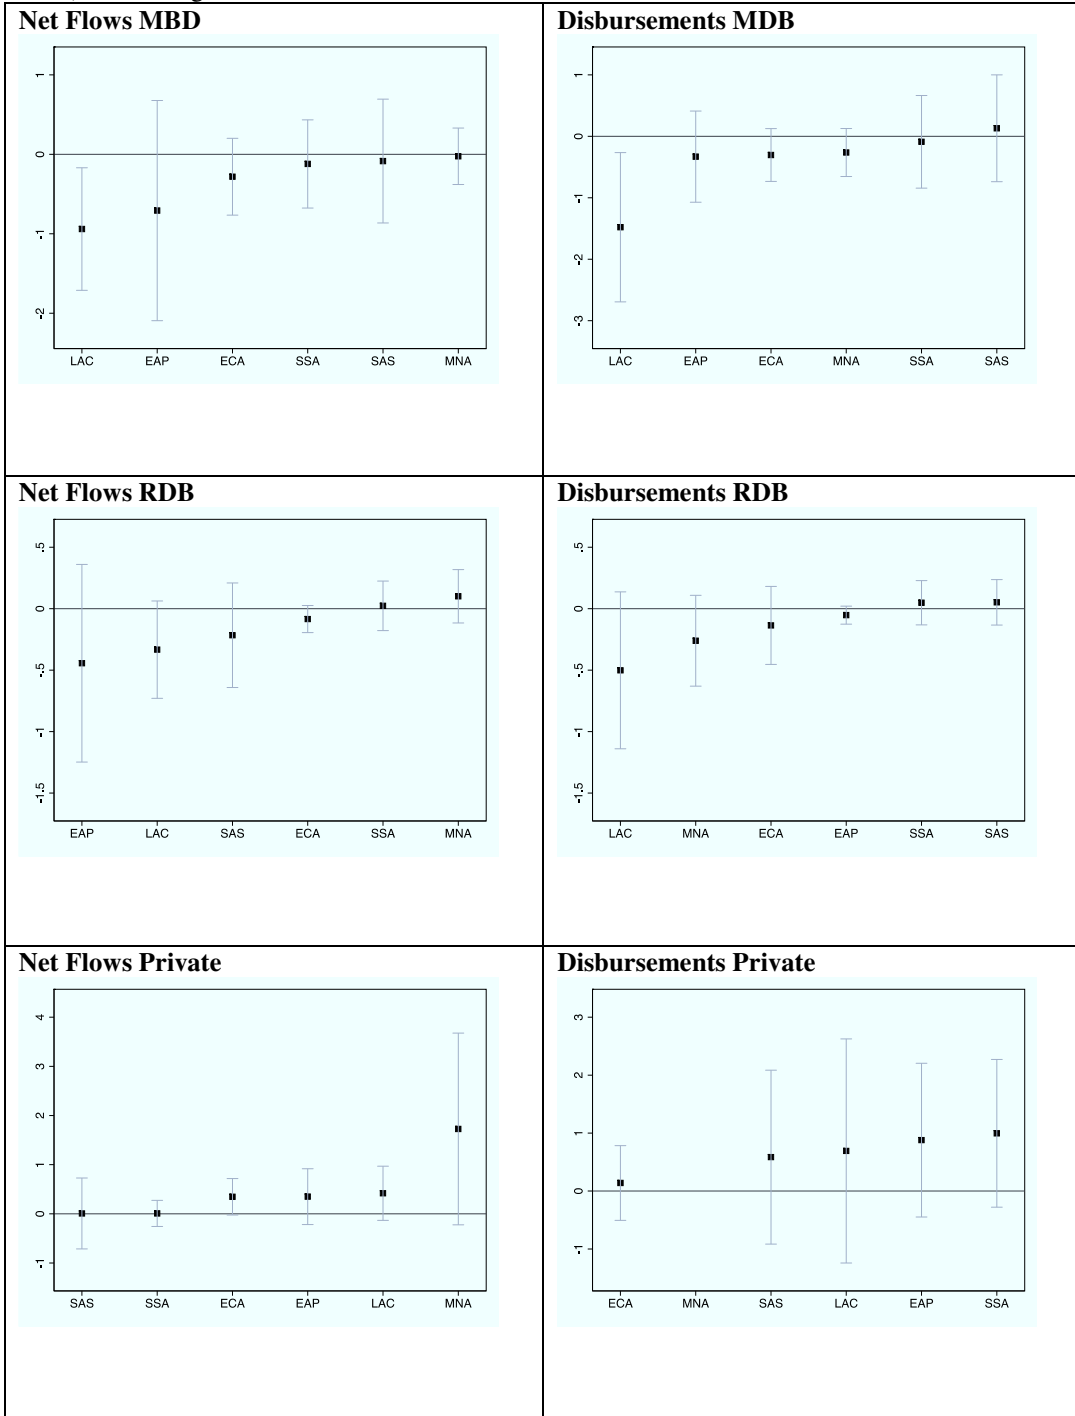 Net Flows MBD
1
0
-1
-2
LAC EAP ECA SSA SAS MNA
Disbursements MDB
1
0
-1
-2
-3
LAC EAP ECA MNA SSA SAS
Net Flows RDB
.5
0
-.5
-1
-1.5
EAP LAC SAS ECA SSA MNA
Disbursements RDB
.5
0
-.5
-1
-1.5
LAC MNA ECA EAP SSA SAS
Net Flows Private
4
3
2
1
0
-1
SAS SSA ECA EAP LAC MNA
Disbursements Private
3
2
1
0
-1
ECA MNA SAS LAC EAP SSA